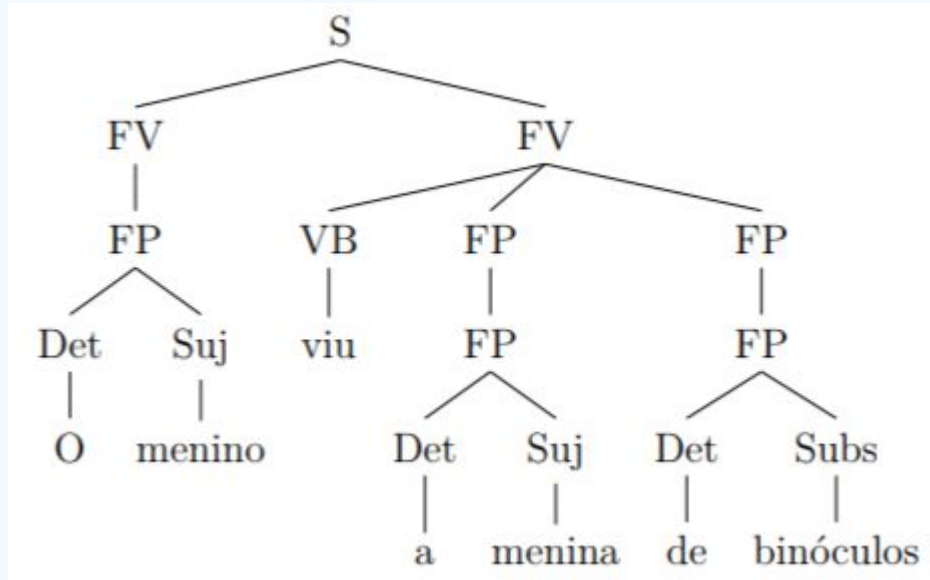 S
FV FV
FP VB FP FP
Det Suj viu FP FP
O menino Det Suj Det Subs
a menina de binóculos